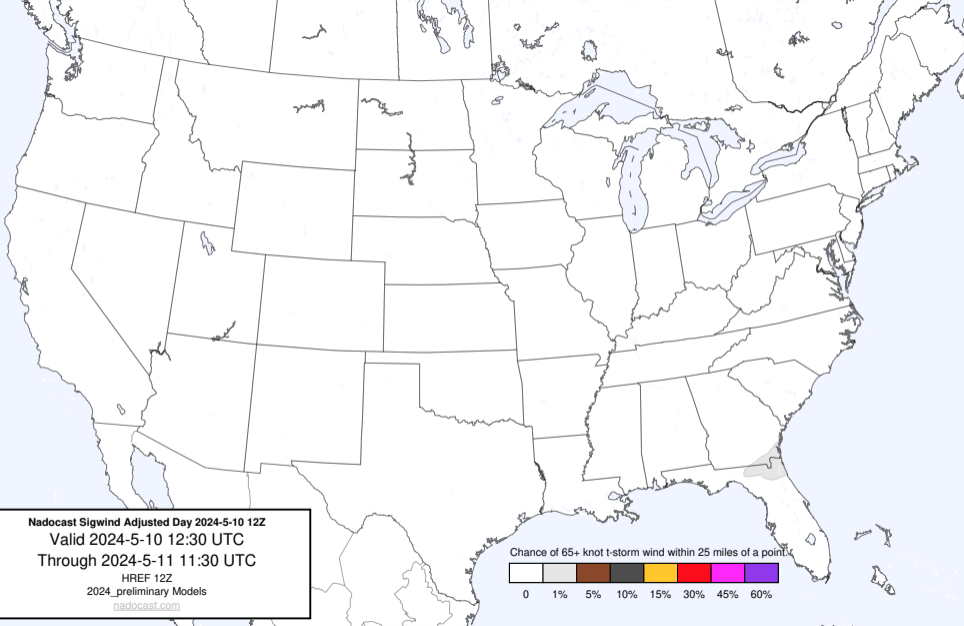 Nadocast Sigwind Adjusted Day 2024-5-10 12Z
Valid 2024-5-10 12:30 UTC
Through 2024-5-11 11:30 UTC
HREF 12Z
2024_preliminary Models
nadocast.com
Chance of 65+ knot t-storm wind within 25 miles of a point.
0 1% 5% 10% 15% 30% 45% 60%